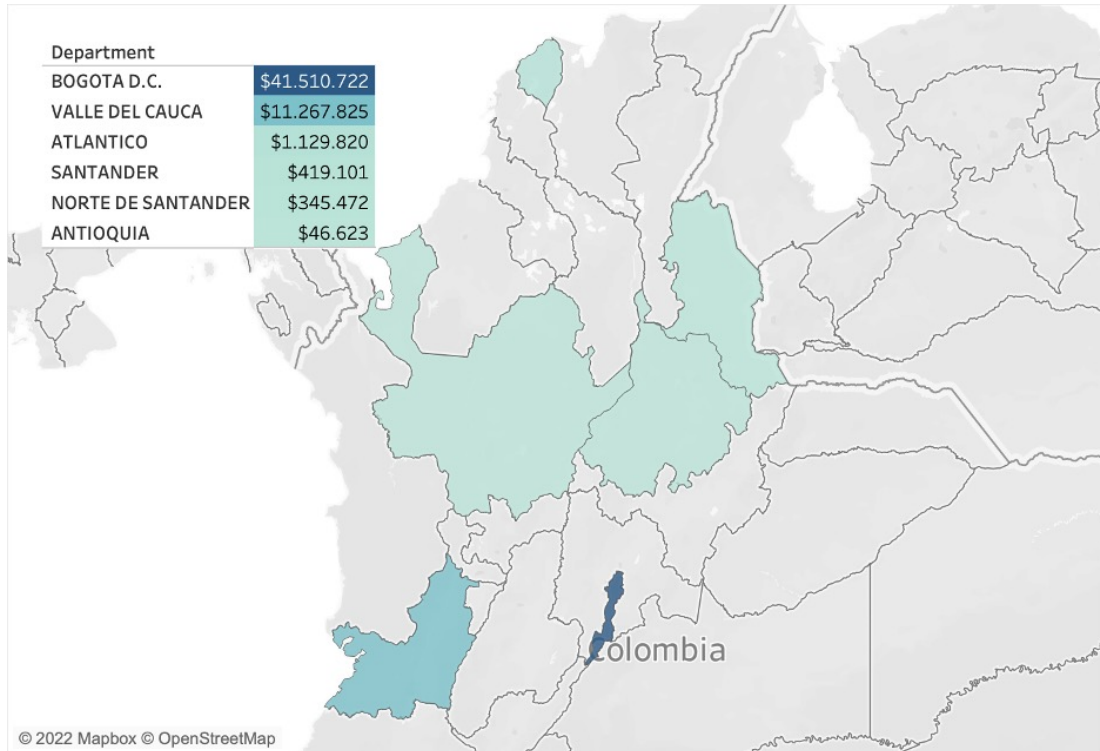 Department
BOGOTA D.C. $41.510.722
VALLE DEL CAUCA $11.267.825
ATLANTICO $1.129.820
SANTANDER $419.101
NORTE DE SANTANDER $345.472
ANTIOQUIA $46.623
Colombia
© 2022 Mapbox © OpenStreetMap